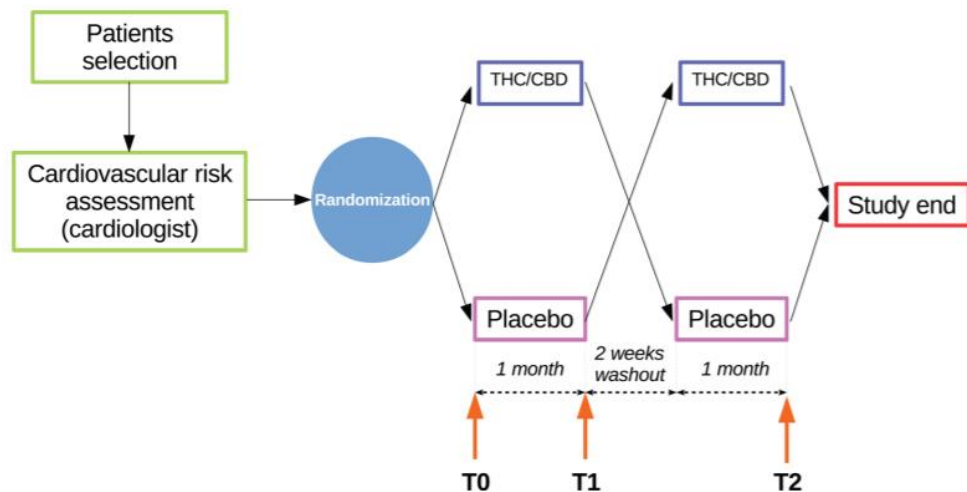 Patients
selection
Cardiovascular risk
assessment
(cardiologist)
Randomization
THC/CBD
THC/CBD
Placebo
Placebo
Study end
1 month
2 weeks
washout
1 month
T0
T1
T2